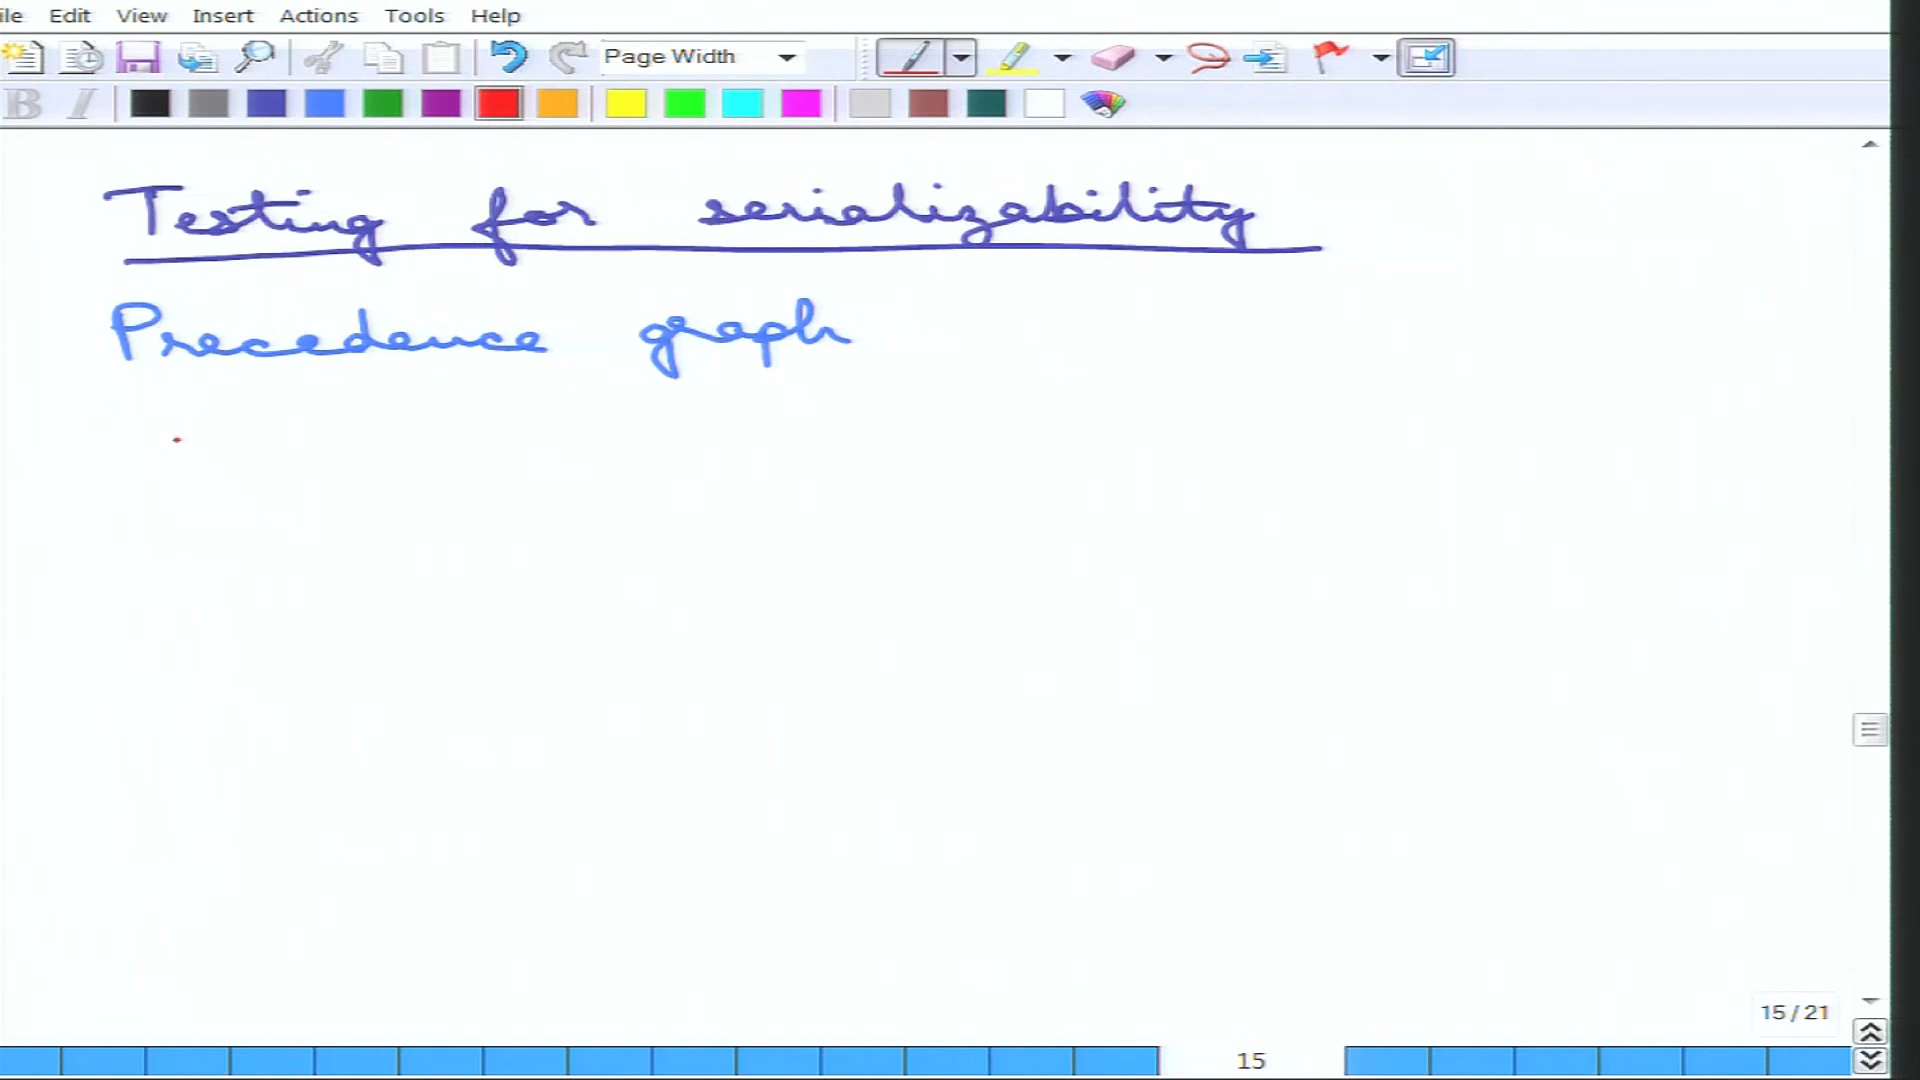 ile Edit View Insert Actions Tools Help
Page Width
B I
Testing for serializability
Precedence graph
15 / 21
15